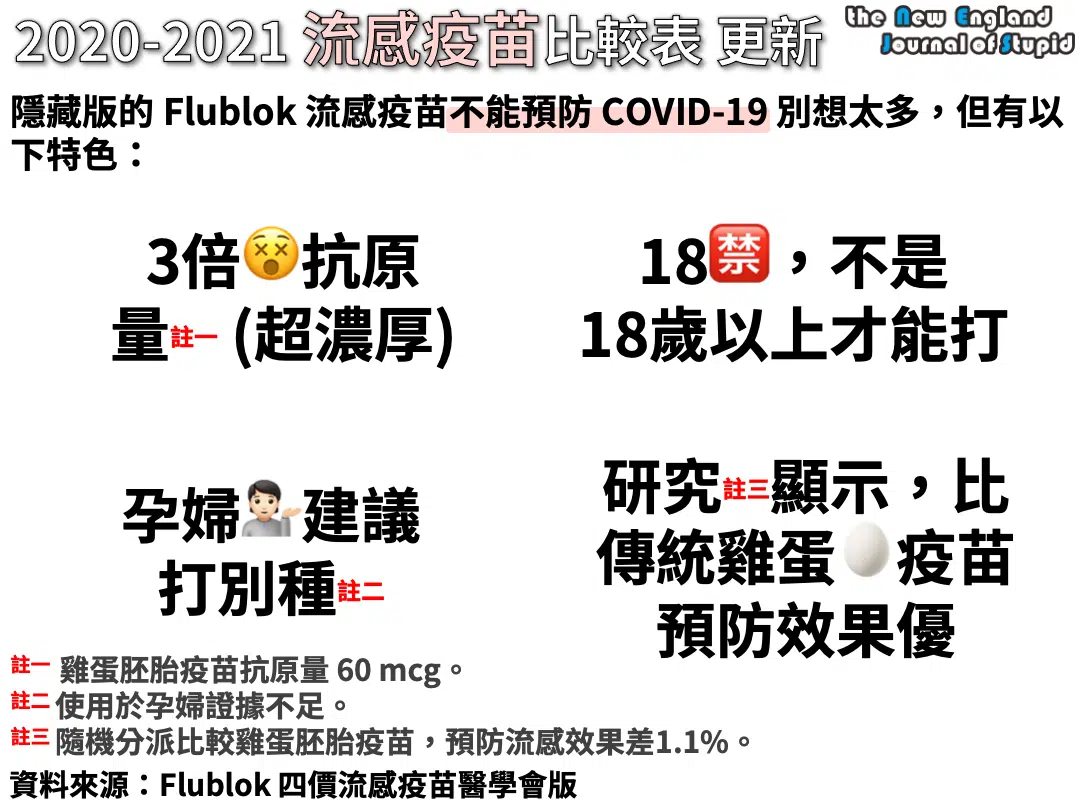 2020-2021 流感疫苗比較表 更新
the New England
Journal of Stupid
隱藏版的 Flublok 流感疫苗不能預防 COVID-19 別想太多，但有以
下特色：
3倍😵抗原
量註一 (超濃厚)
18🈲，不是
18歲以上才能打
孕婦💁🏻建議
打別種註二
研究註三顯示，比
傳統雞蛋🥚疫苗
預防效果優
註一 雞蛋胚胎疫苗抗原量 60 mcg。
註二 使用於孕婦證據不足。
註三 隨機分派比較雞蛋胚胎疫苗，預防流感效果差1.1%。
資料來源：Flublok 四價流感疫苗醫學會版